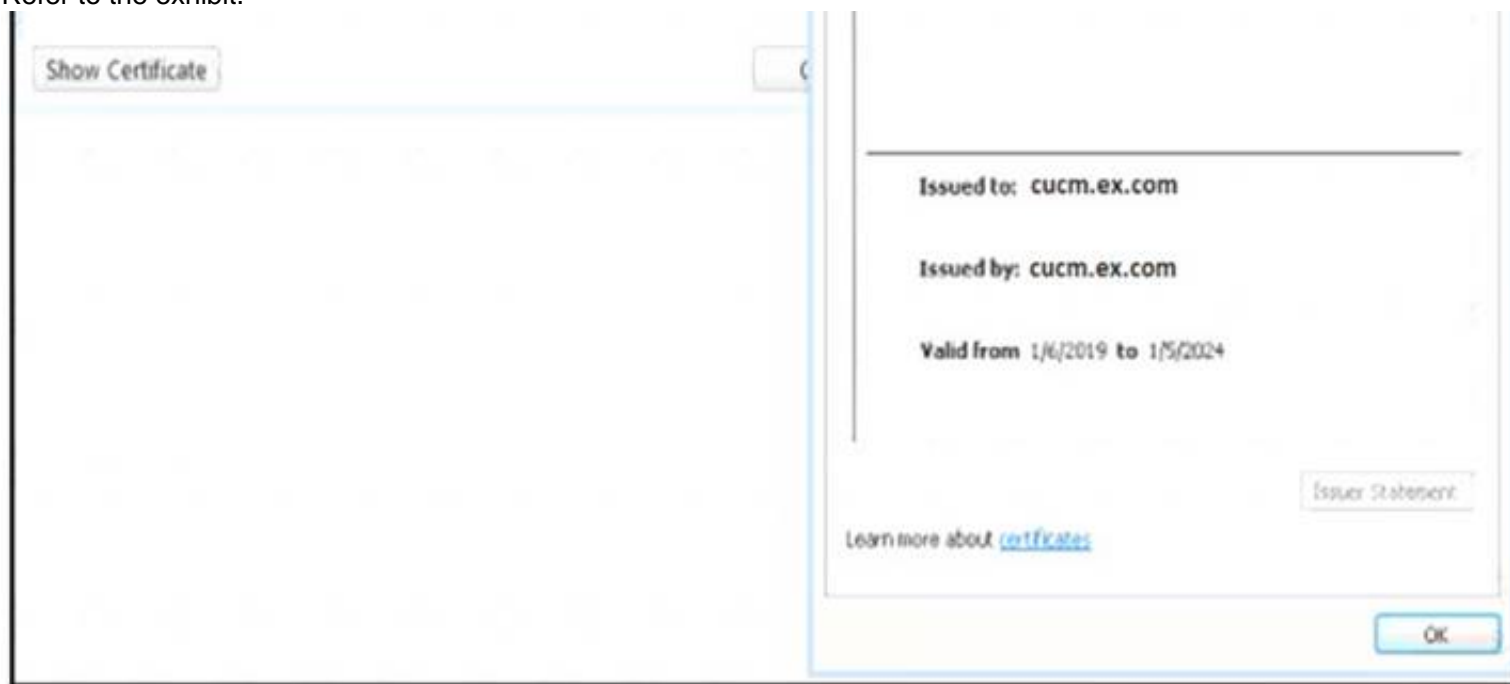 Refer to the exhibit.
Show Certificate
Issued to: cucm.ex.com
Issued by: cucm.ex.com
Valid from 1/6/2019 to 1/5/2024
Issuer Statement
Learn more about certificates
OK